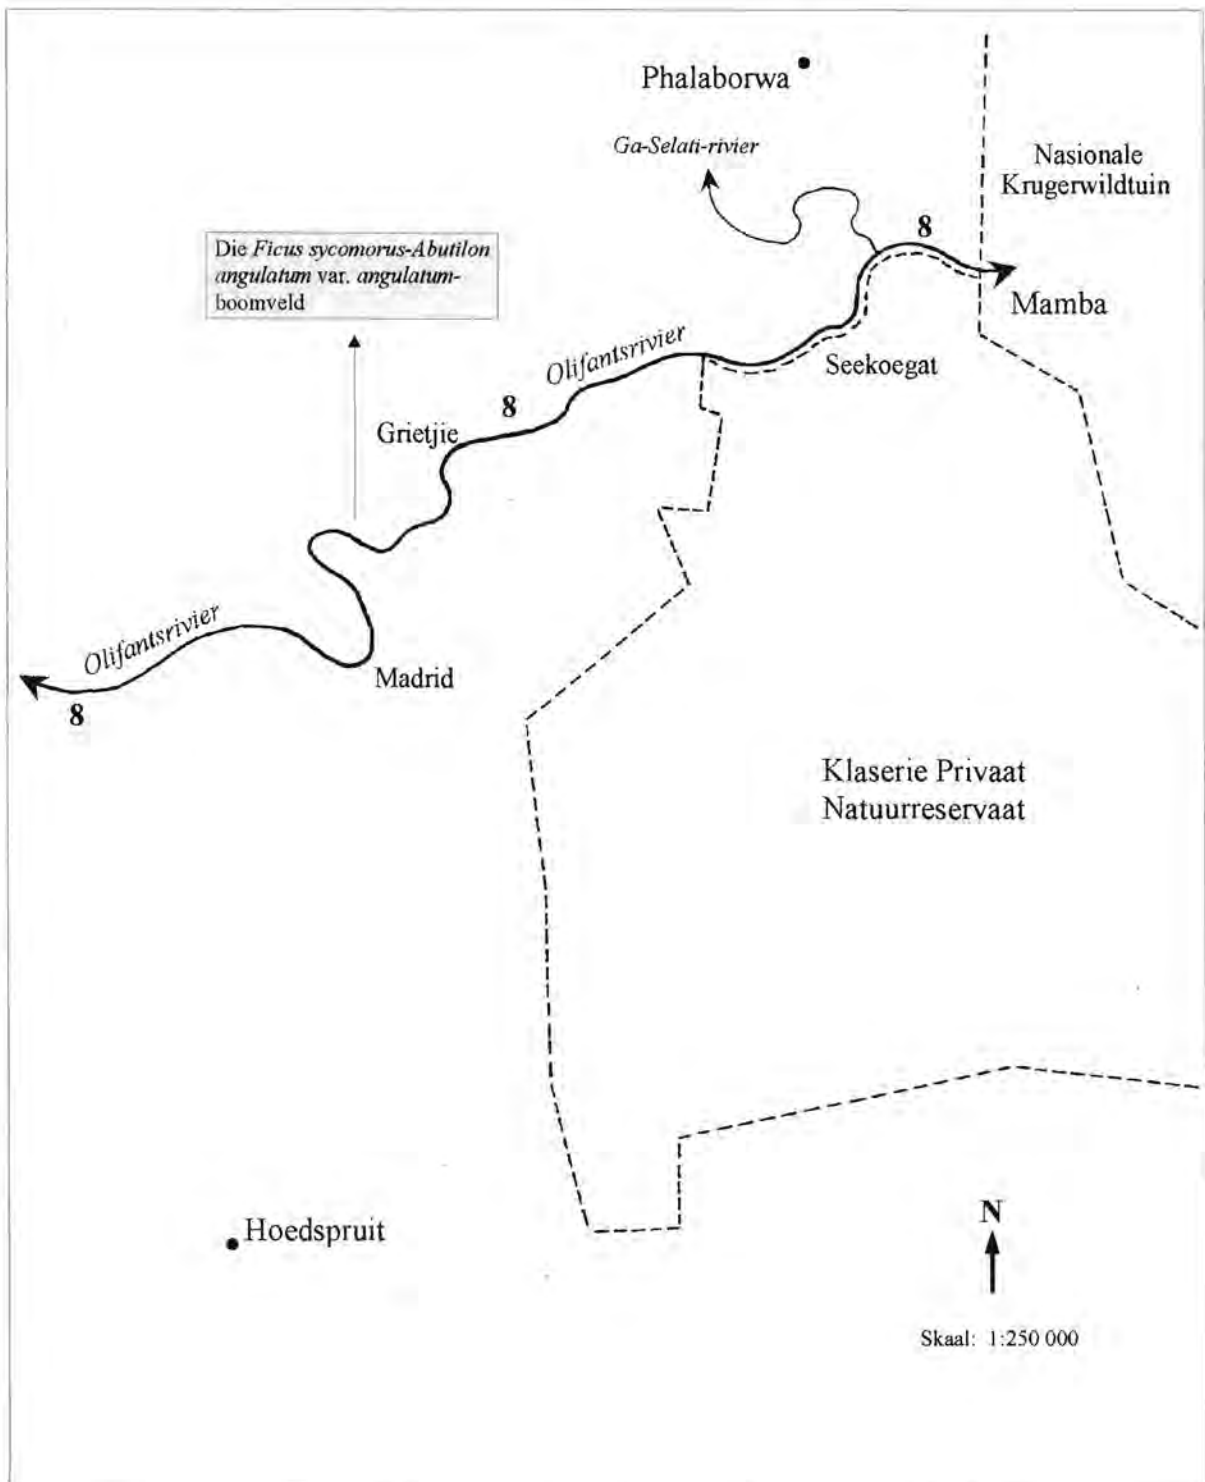 Phalaborwa
Ga-Selati-rivier
Nasionale
Krugerwildtuin
8
Die Ficus sycomorus-Abutilon
angulatum var. angulatum-
boomveld
Mamba
Olifantsrivier
Seekoegat
8
Grietjie
Olifantsrivier
Madrid
8
Klaserie Privaat
Natuurreservaat
N
Hoedspruit
Skaal: 1:250 000